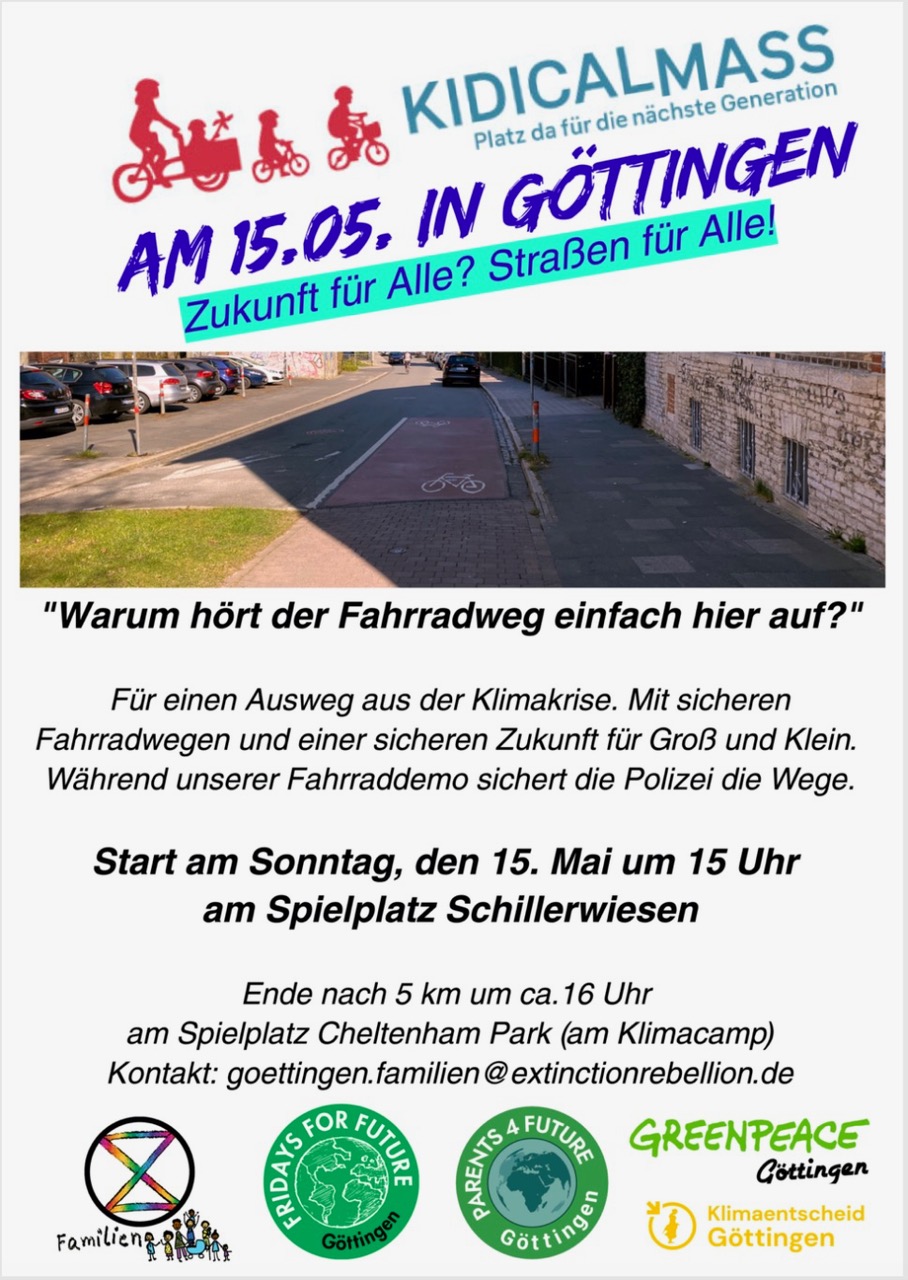 KIDICALMASS
Platz da für die nächste Generation
AM 15.05. IN GÖTTINGEN
Zukunft für Alle? Straßen für Alle!
"Warum hört der Fahrradweg einfach hier auf?"
Für einen Ausweg aus der Klimakrise. Mit sicheren
Fahrradwegen und einer sicheren Zukunft für Groß und Klein.
Während unserer Fahrraddemo sichert die Polizei die Wege.
Start am Sonntag, den 15. Mai um 15 Uhr
am Spielplatz Schillerwiesen
Ende nach 5 km um ca.16 Uhr
am Spielplatz Cheltenham Park (am Klimacamp)
Kontakt: goettingen.familien@extinctionrebellion.de
Familien
FRIDAYS FOR FUTURE
Göttingen
PARENTS 4 FUTURE
Göttingen
GREENPEACE
Göttingen
Klimaentscheid
Göttingen